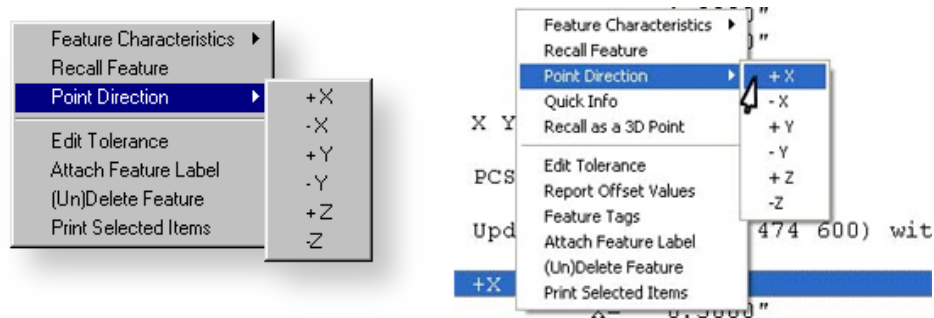 Feature Characteristics
Recall Feature
Point Direction
Edit Tolerance
Attach Feature Label
(Un)Delete Feature
Print Selected Items
+X
-X
+Y
-Y
+Z
-Z
Feature Characteristics
Recall Feature
Point Direction
Quick Info
Recall as a 3D Point
Edit Tolerance
Report Offset Values
Feature Tags
Attach Feature Label
(Un)Delete Feature
Print Selected Items
+ X
- X
+ Y
- Y
+ Z
-Z
X Y
PCS
Upd 474 600) wit
+X